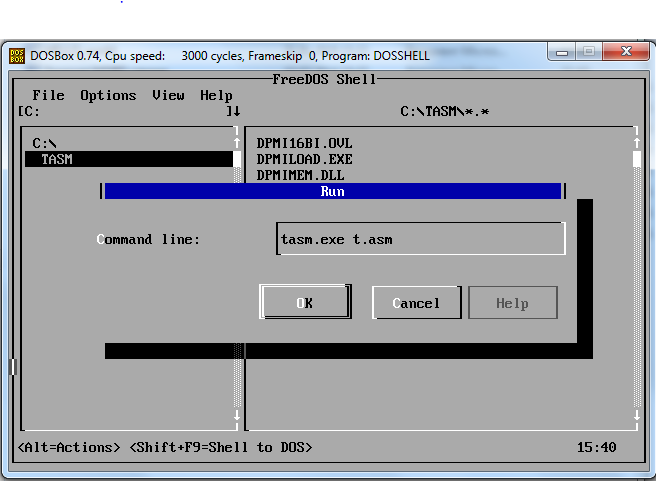 DOS
BOX
DOSBox 0.74, Cpu speed: 3000 cycles, Frameskip 0, Program: DOSSHELL
FreeDOS Shell
File Options View Help
[C: ]↓ C:\TASM\*.*
C:\
TASM
DPMI16BI.OVL
DPMILOAD.EXE
DPMIMEM.DLL
Run
Command line: tasm.exe t.asm
OK Cancel Help
<Alt=Actions> <Shift+F9=Shell to DOS> 15:40